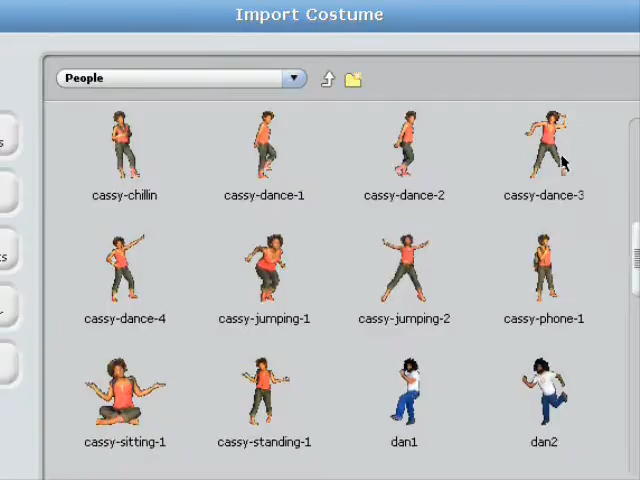 Import Costume
People
cassy-chillin
cassy-dance-1
cassy-dance-2
cassy-dance-3
cassy-dance-4
cassy-jumping-1
cassy-jumping-2
cassy-phone-1
cassy-sitting-1
cassy-standing-1
dan1
dan2